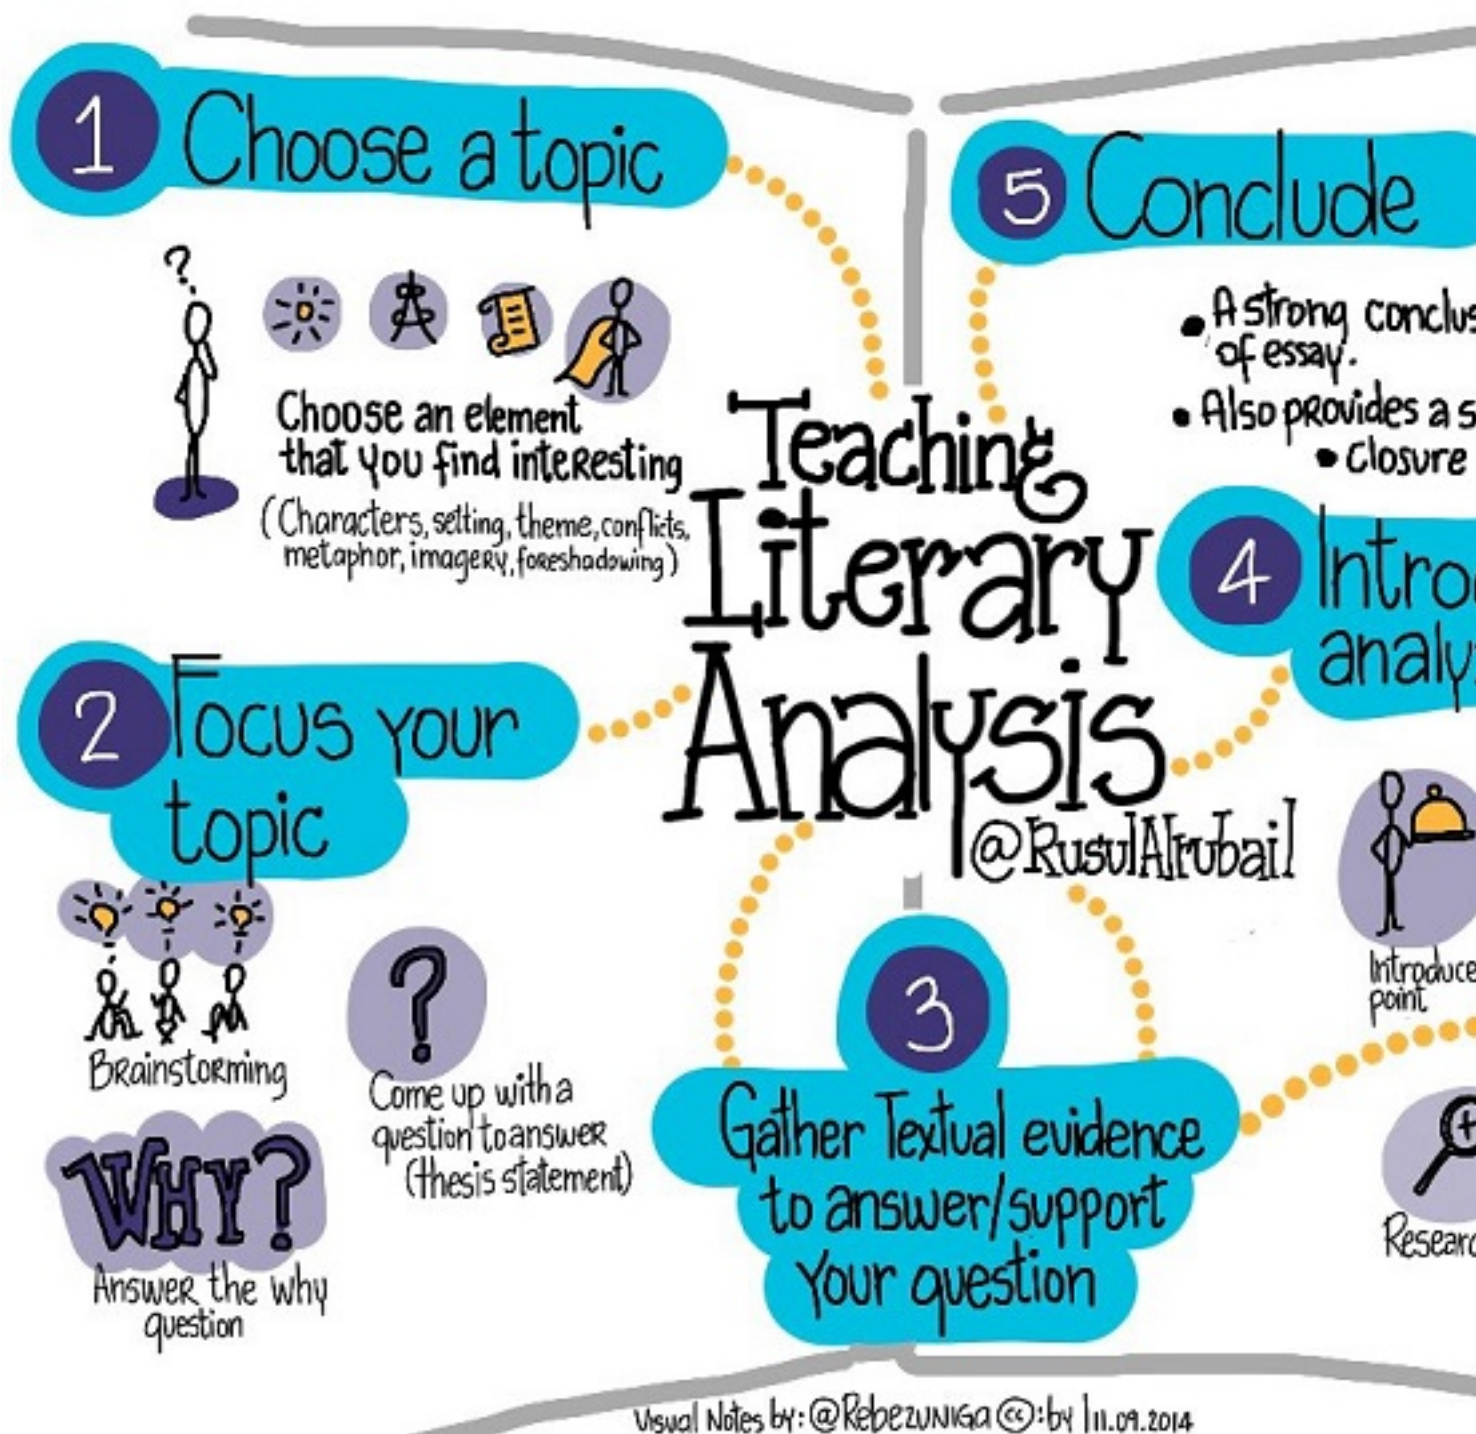 1 Choose a topic
?
Choose an element
that you find interesting
(Characters, setting, theme, conflicts,
metaphor, imagery, foreshadowing)
2 Focus your
topic
Brainstorming
?
Come up with a
question to answer
(thesis statement)
WHY?
Answer the why
question
Teaching
Literary
Analysis
@RusulAlrubail
3
Gather Textual evidence
to answer/support
Your question
4
analy
Introduce
point
5 Conclude
• A strong
of essay.
• Also provides a
• Closure
Visual Notes by: @Rebezuniga cc: by | 11.09.2014